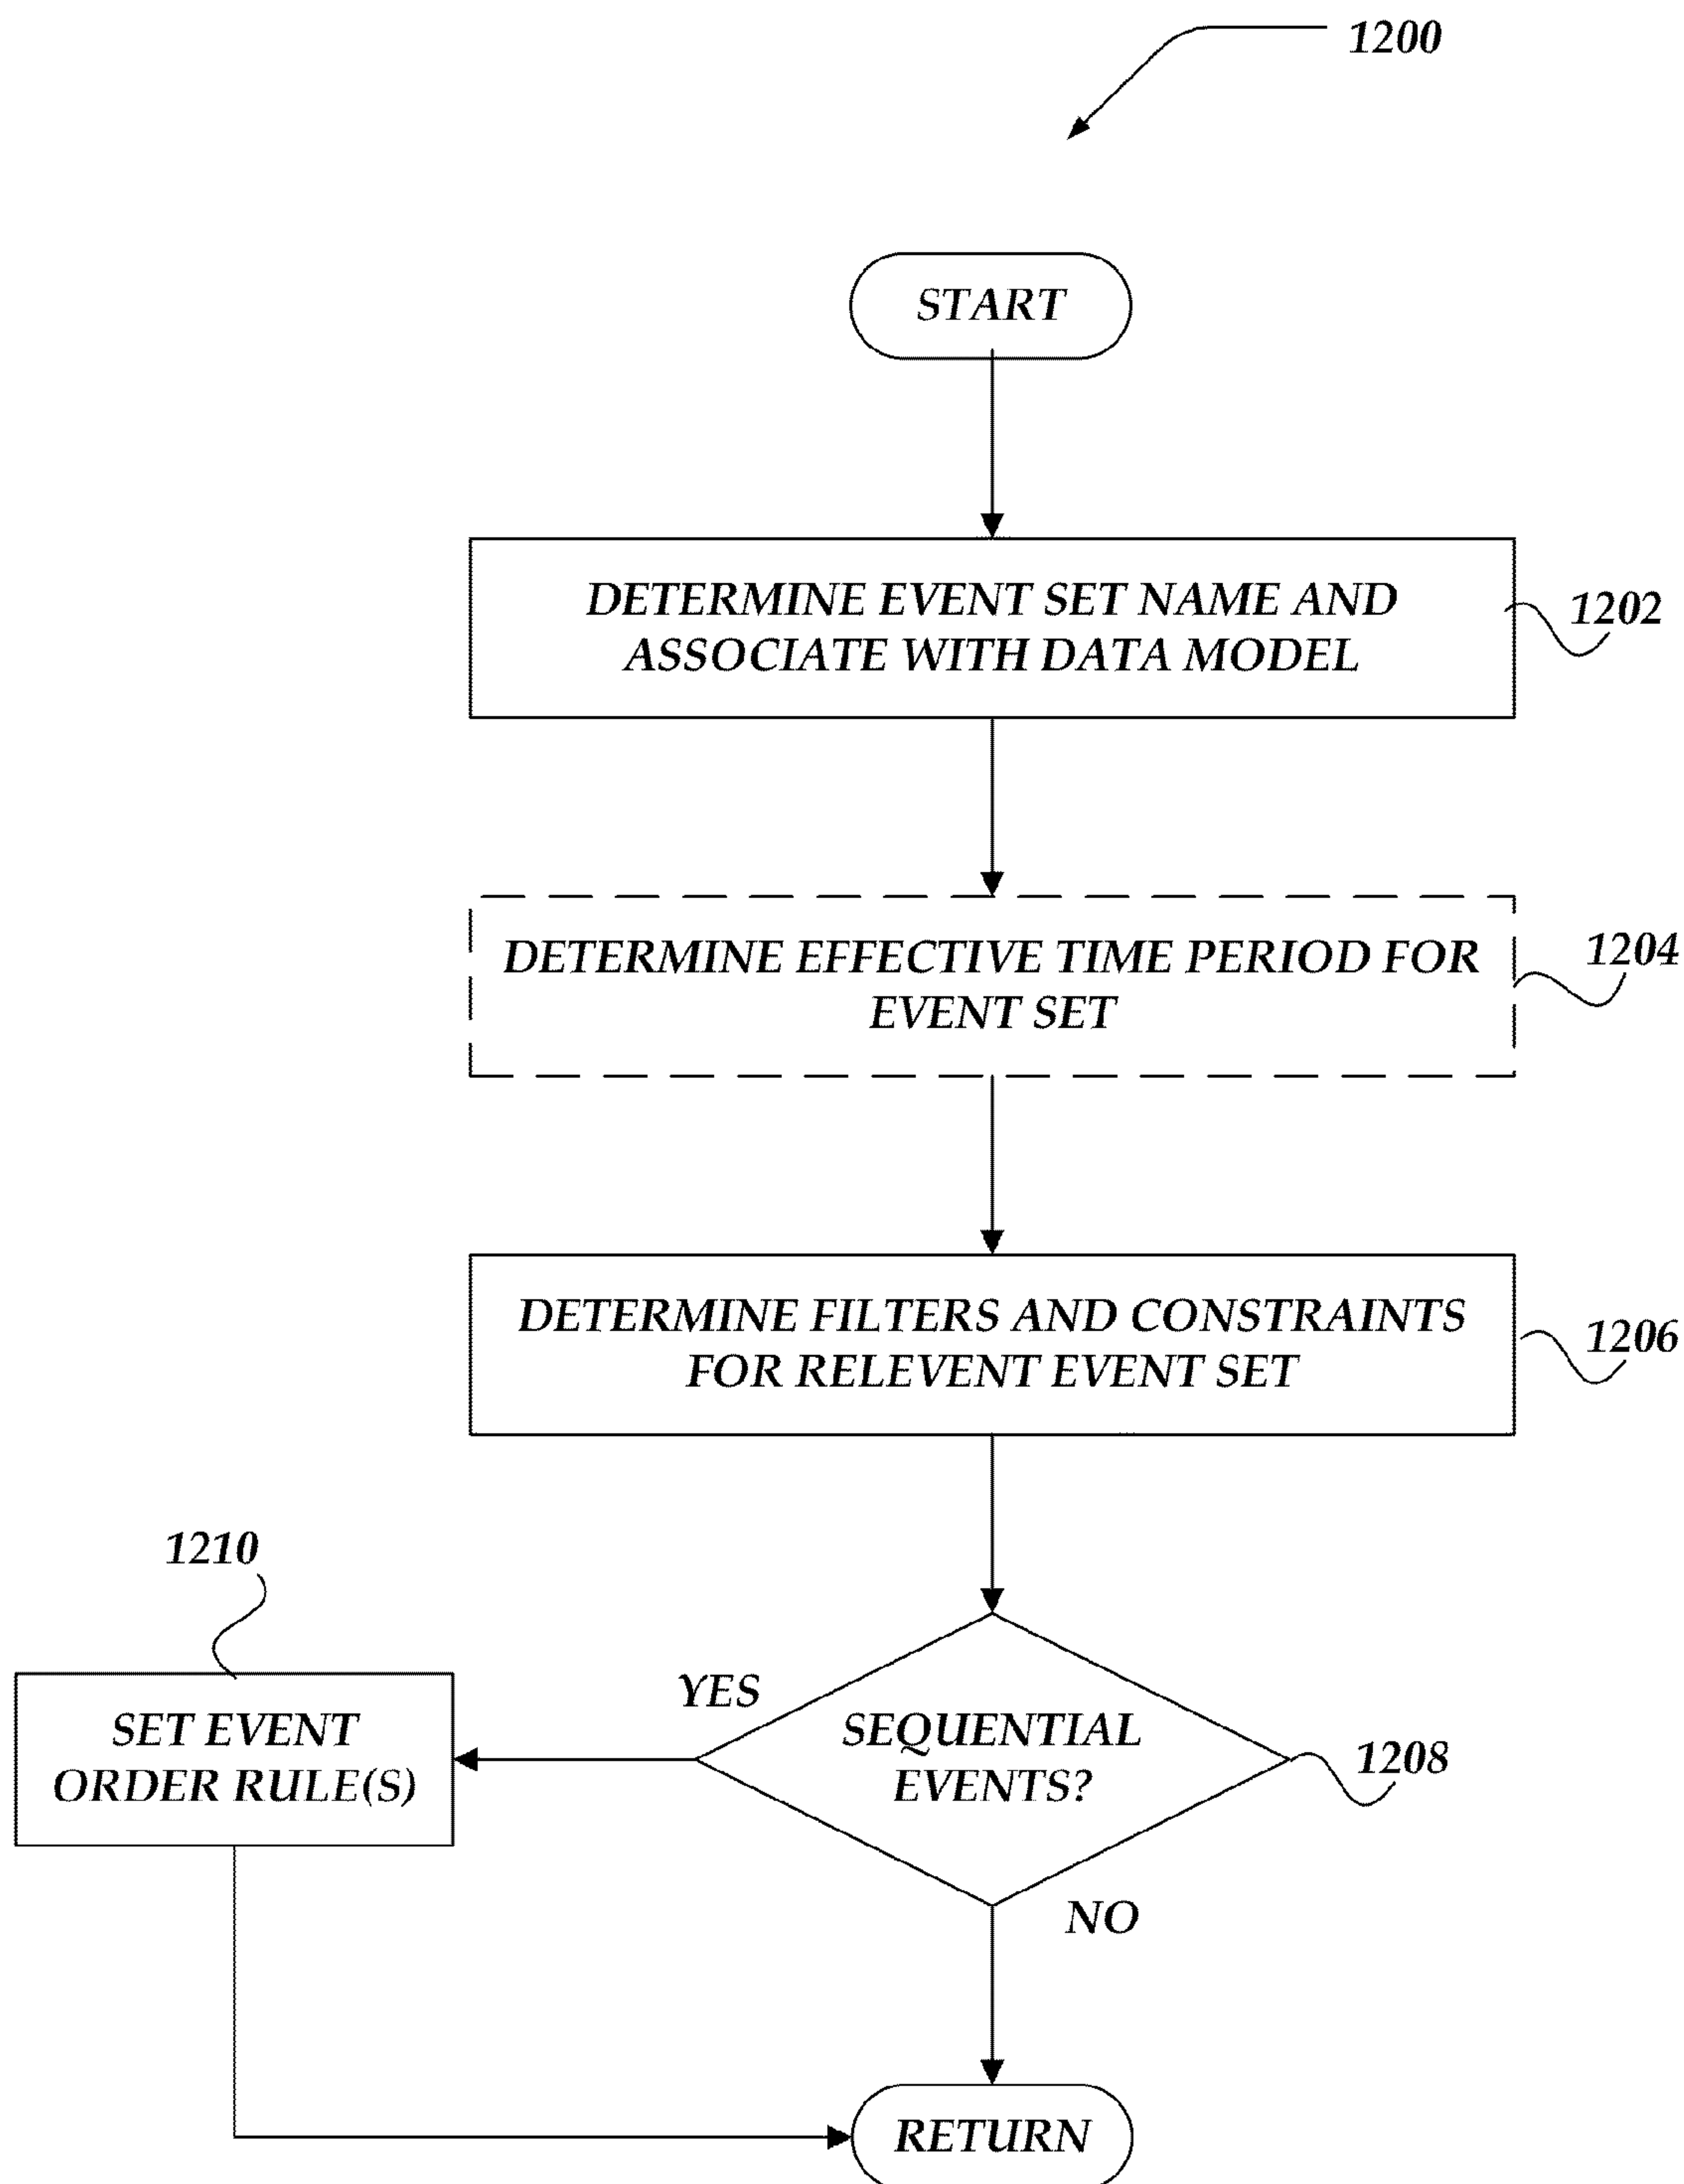 1200
START
DETERMINE EVENT SET NAME AND
ASSOCIATE WITH DATA MODEL
1202
DETERMINE EFFECTIVE TIME PERIOD FOR
EVENT SET
1204
DETERMINE FILTERS AND CONSTRAINTS
FOR RELEVENT EVENT SET
1206
1210
SET EVENT
ORDER RULE(S)
YES
SEQUENTIAL
EVENTS?
1208
NO
RETURN